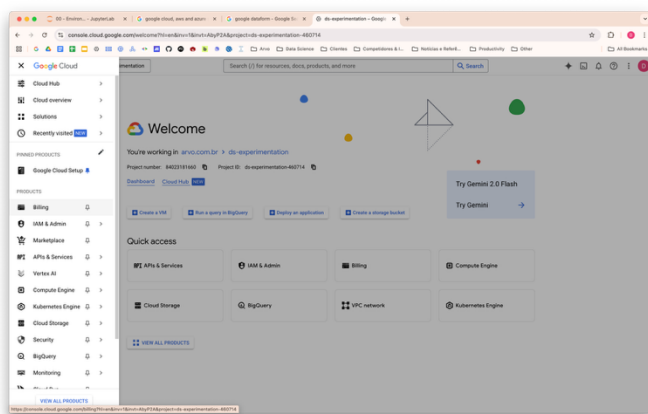 00 - Environ... - JupyterLab
google cloud, aws and azure
google dataform - Google S
ds-experimentation - Google
console.cloud.google.com/welcome?hl=en&inv=1&invt=AbyP2A&project=ds-experimentation-460714
Arvo
Data Science
Clientes
Competidores & I...
Notícias e Referê...
Productivity
Other
All Bookmarks
Google Cloud
mentation
Search (/) for resources, docs, products, and more
Search
Cloud Hub
Cloud overview
Solutions
Recently visited NEW
PINNED PRODUCTS
Google Cloud Setup
PRODUCTS
Billing
IAM & Admin
Marketplace
APIs & Services
Vertex AI
Compute Engine
Kubernetes Engine
Cloud Storage
Security
BigQuery
Monitoring
VIEW ALL PRODUCTS
Welcome
You're working in arvo.com.br > ds-experimentation
Project number: 84023181660 Project ID: ds-experimentation-460714
Dashboard Cloud Hub NEW
Create a VM
Run a query in BigQuery
Deploy an application
Create a storage bucket
Try Gemini 2.0 Flash
Try Gemini
Quick access
API APIs & Services
IAM & Admin
Billing
Compute Engine
Cloud Storage
BigQuery
VPC network
Kubernetes Engine
VIEW ALL PRODUCTS
https://console.cloud.google.com/billing?hl=en&inv=1&invt=AbyP2A&project=ds-experimentation-460714